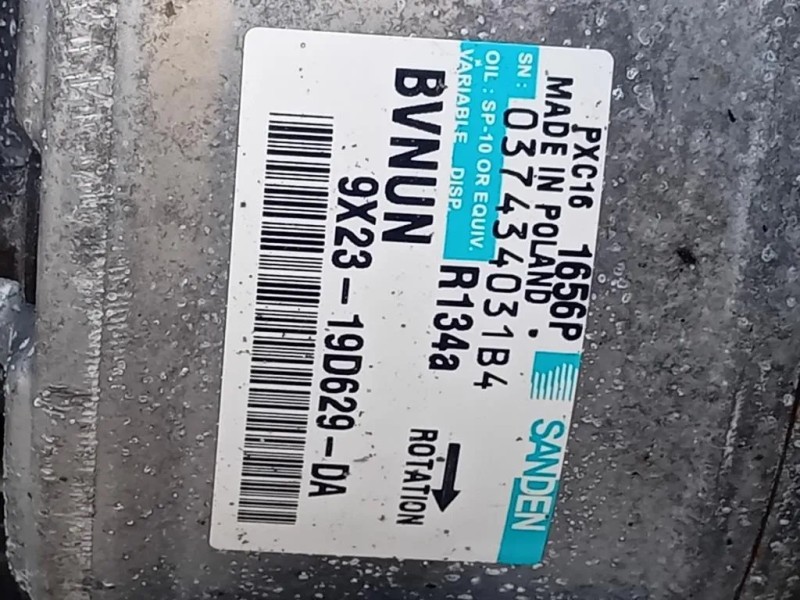 PXC16 1656P SANDEN
MADE IN POLAND.
SN: 037434031B4
OIL : SP-10 OR EQUIV.
VARIABLE DISP. R134a
ROTATION
BVNUN
9X23-19D629-DA